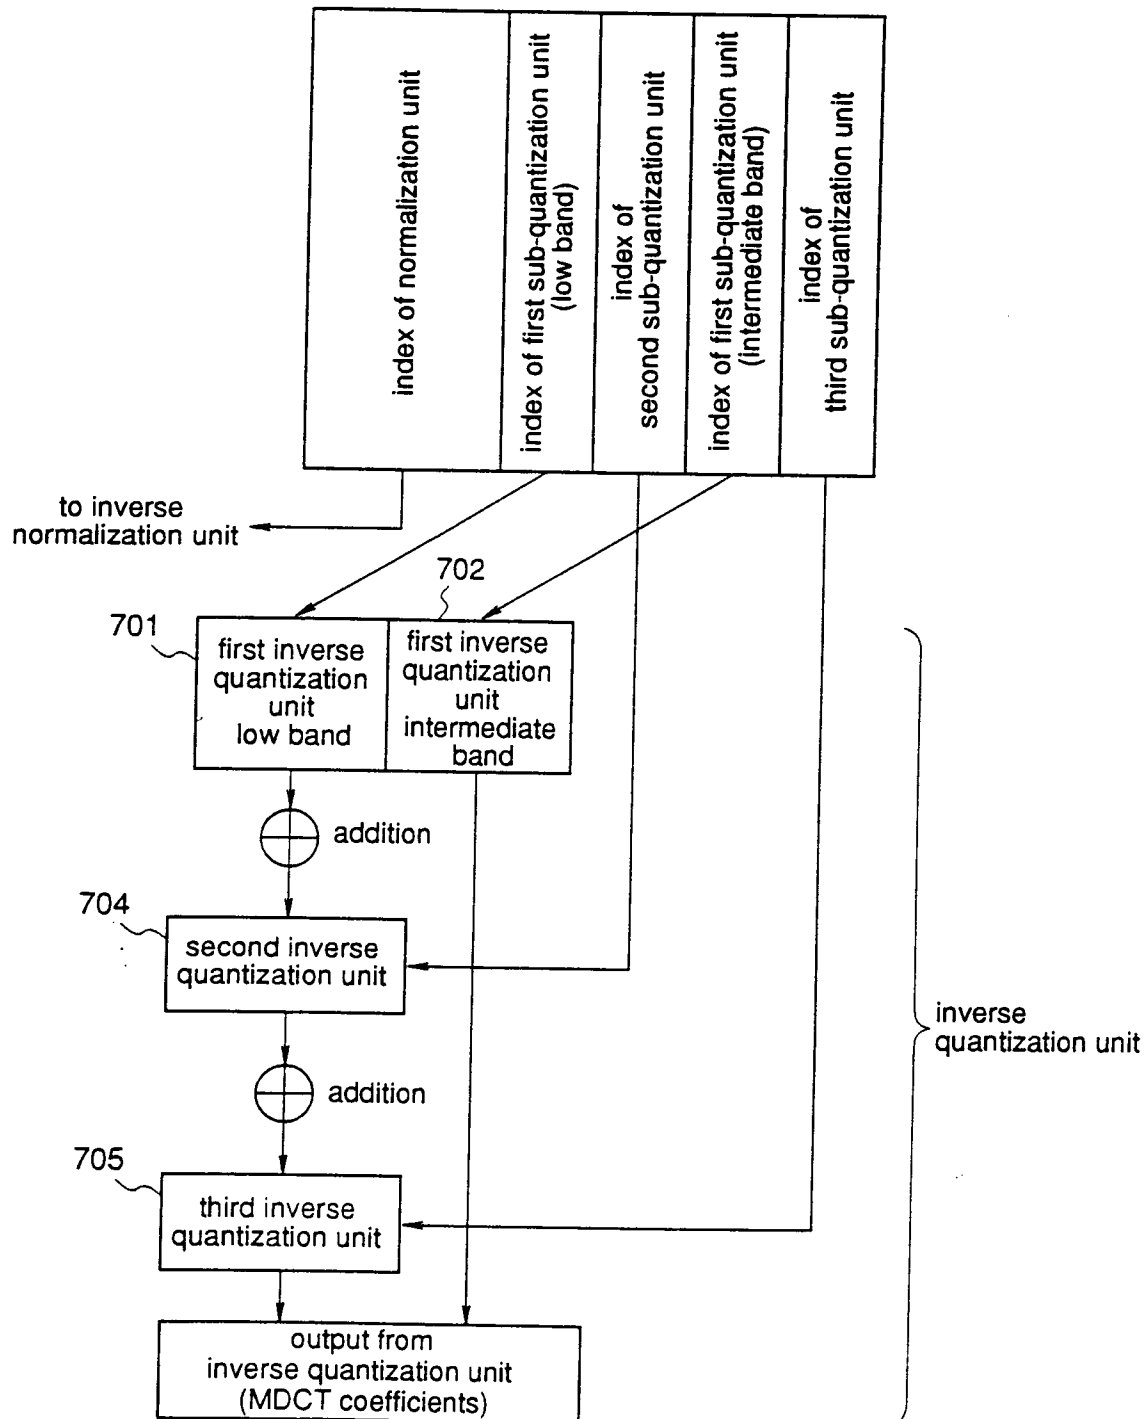 index of normalization unit
index of first sub-quantization unit
(low band)
index of
second sub-quantization unit
index of first sub-quantization unit
(intermediate band)
index of
third sub-quantization unit
to inverse
normalization unit
702
701
first inverse
quantization
unit
low band
first inverse
quantization
unit
intermediate
band
addition
704
second inverse
quantization unit
inverse
quantization unit
addition
705
third inverse
quantization unit
output from
inverse quantization unit
(MDCT coefficients)